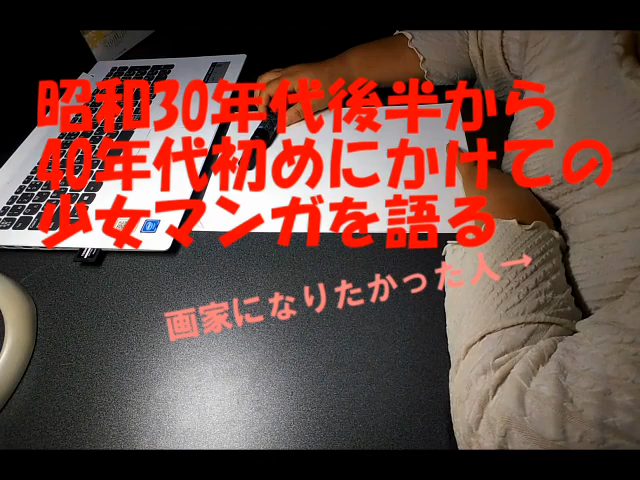 昭和30年代後半から
40年代初めにかけての
少女マンガを語る
画家になりたかった人→